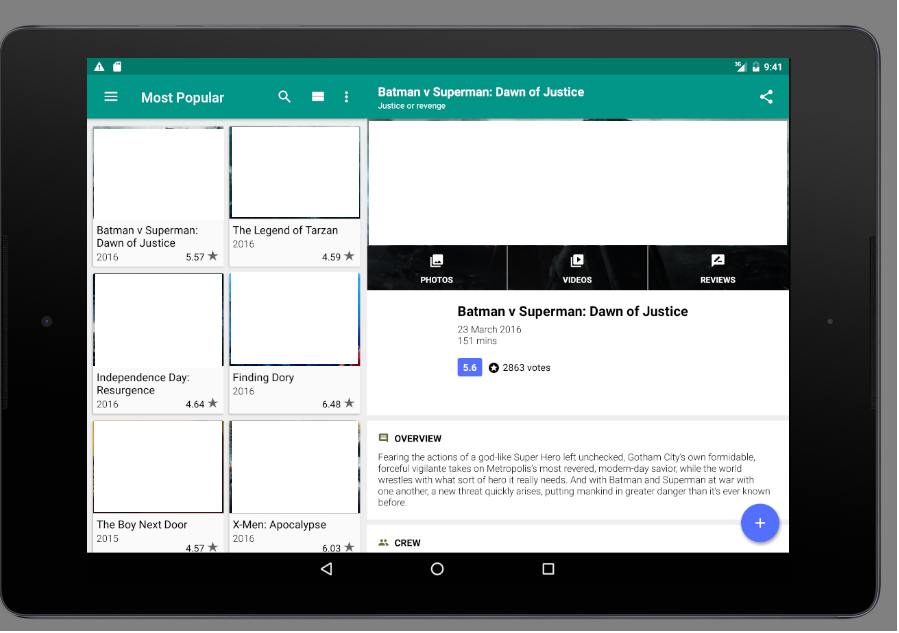 3G 9:41
Most Popular
Batman v Superman: Dawn of Justice
Justice or revenge
Batman v Superman:
Dawn of Justice
2016 5.57
The Legend of Tarzan
2016
4.59
Independence Day:
Resurgence
2016 4.64
Finding Dory
2016
6.48
The Boy Next Door
2015
4.57
X-Men: Apocalypse
2016
6.03
PHOTOS VIDEOS REVIEWS
Batman v Superman: Dawn of Justice
23 March 2016
151 mins
5.6 2863 votes
OVERVIEW
Fearing the actions of a god-like Super Hero left unchecked, Gotham City's own formidable,
forceful vigilante takes on Metropolis's most revered, modern-day savior, while the world
wrestles with what sort of hero it really needs. And with Batman and Superman at war with
one another, a new threat quickly arises, putting mankind in greater danger than it's ever known
before.
CREW